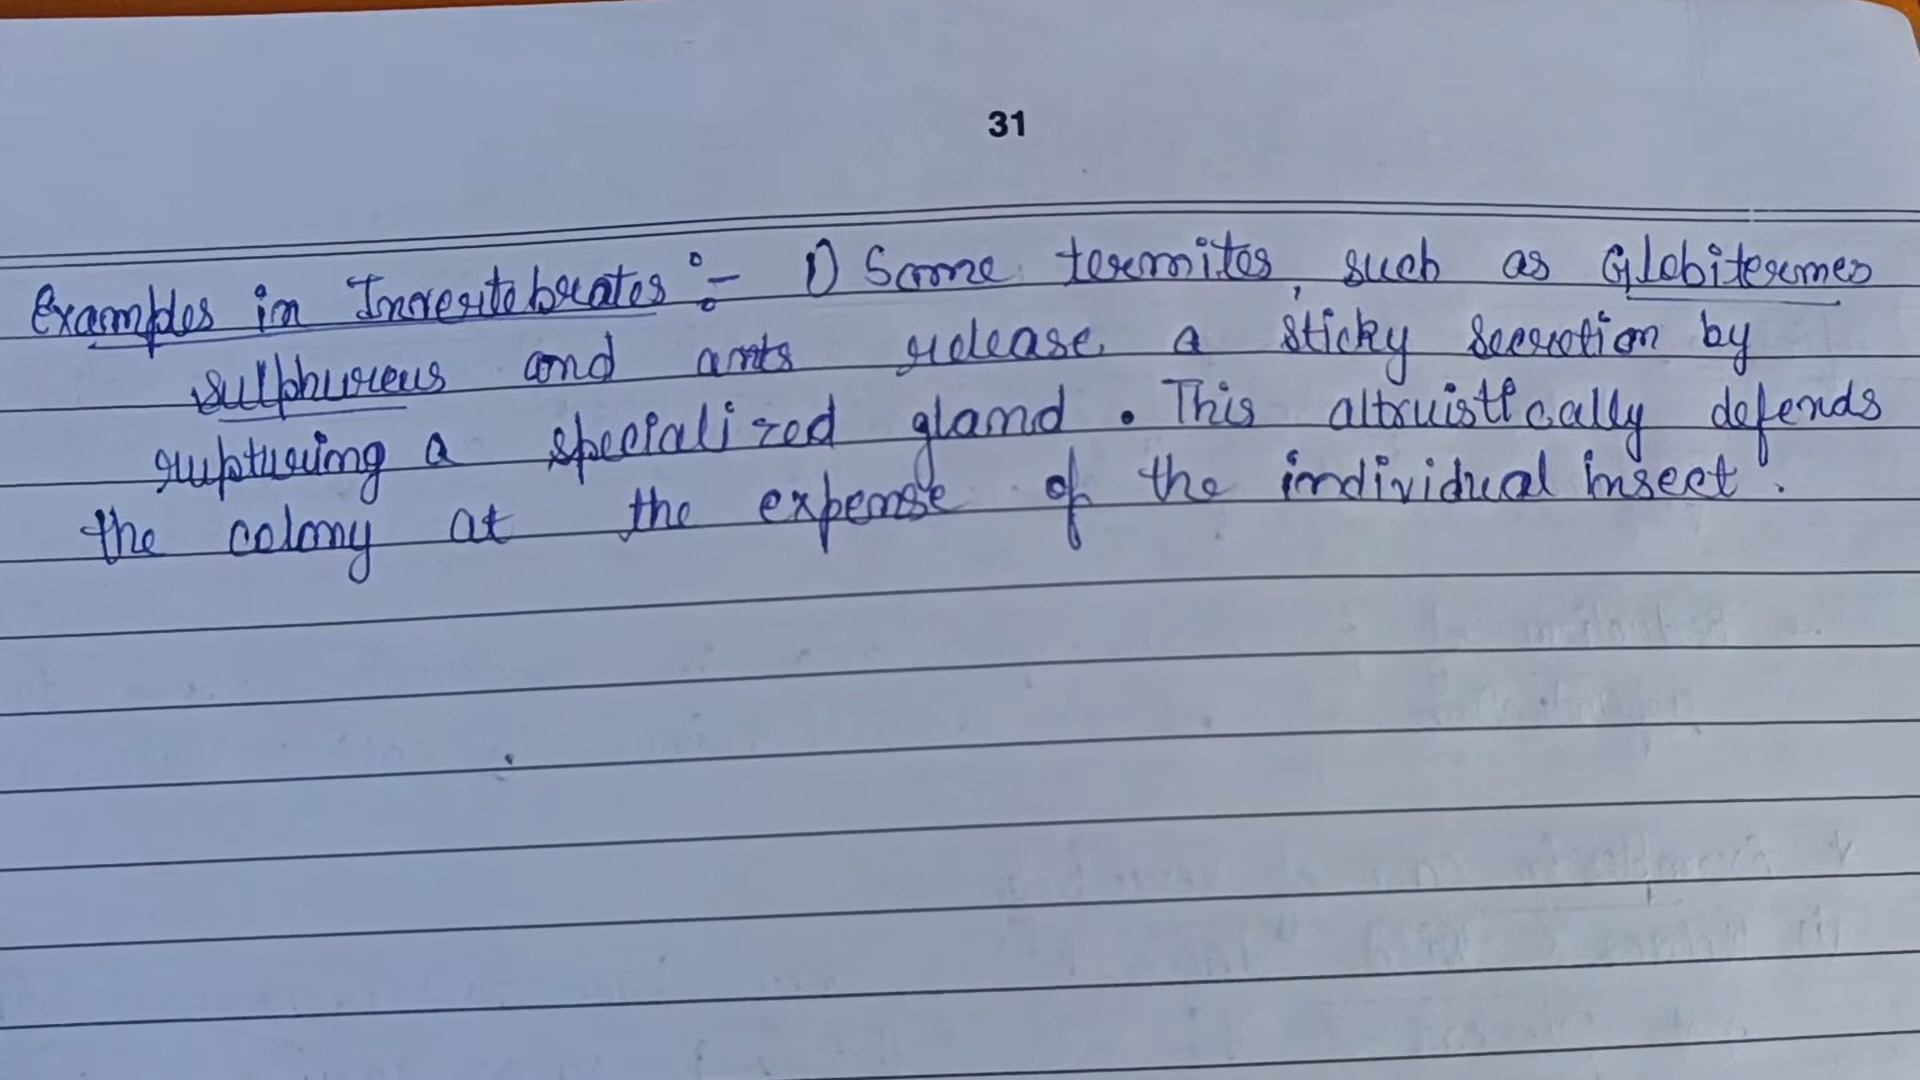 31
Examples in Invertebrates :- 1) Some termites, such as Globitermes
sulphureus and ants release a sticky secretion by
rupturing a specialized gland. This altruistically defends
the colony at the expense of the individual insect.